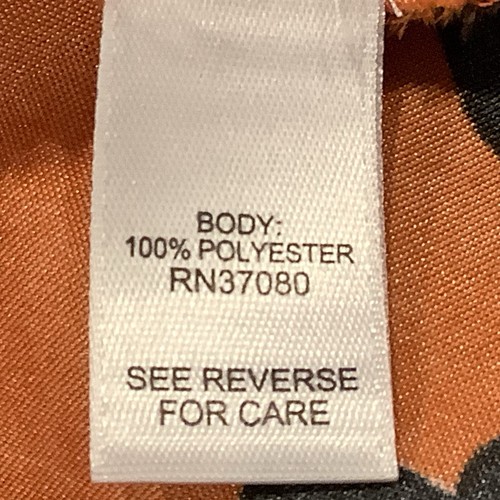 BODY:
100% POLYESTER
RN37080
SEE REVERSE
FOR CARE